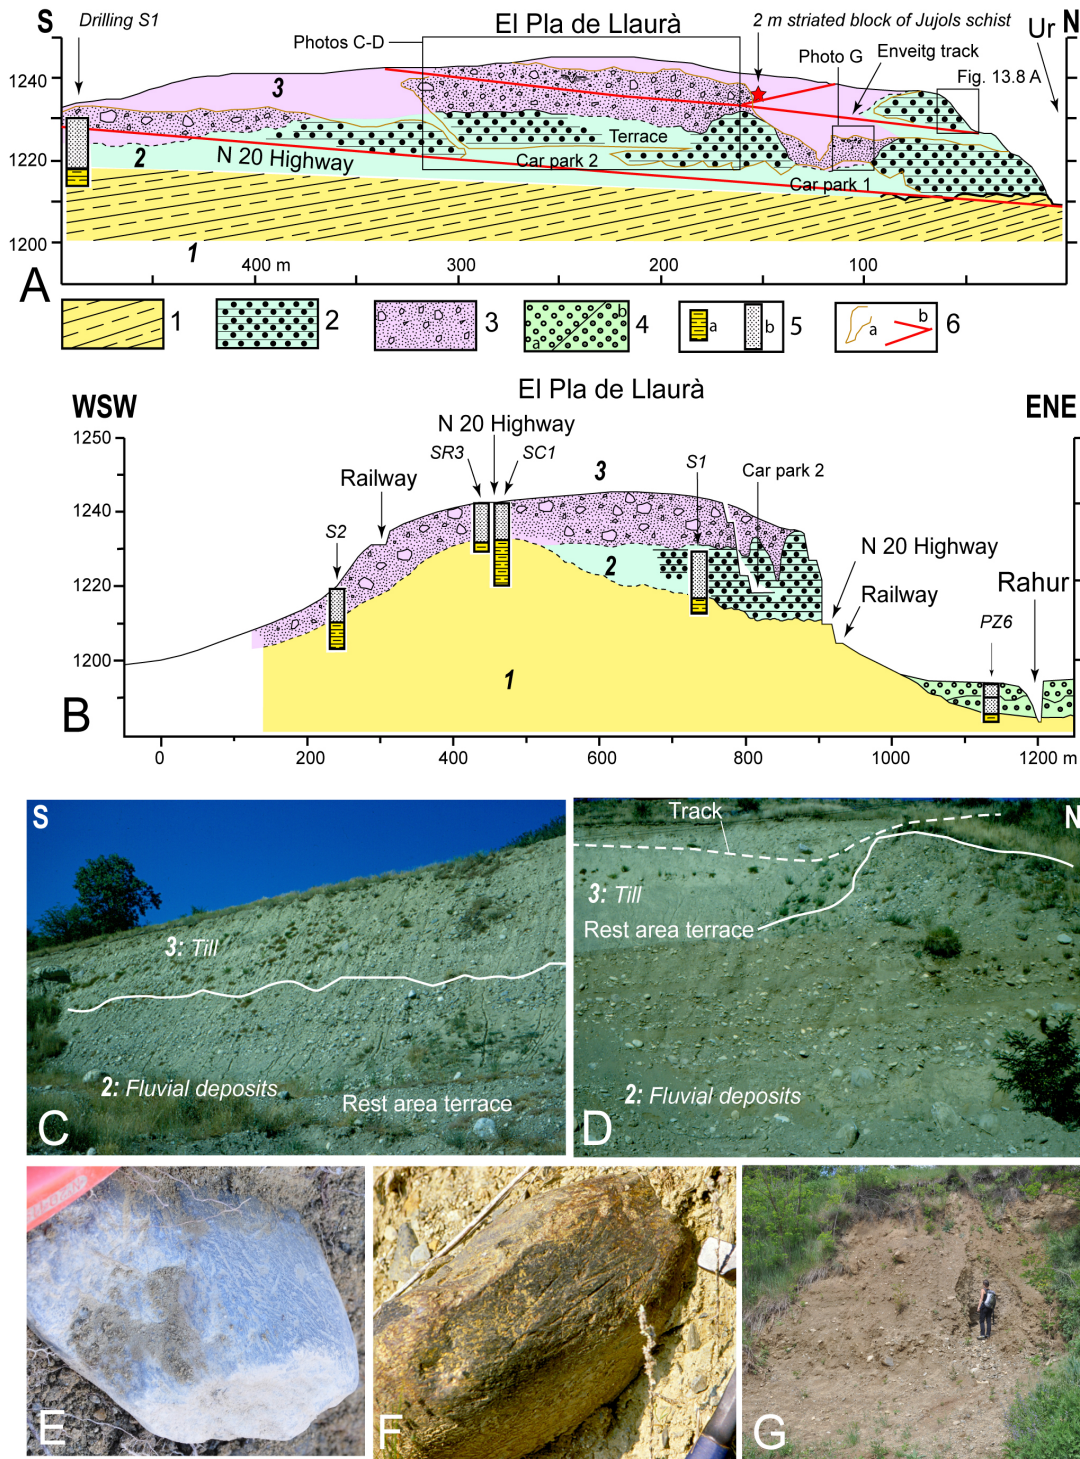 S
Drilling S1
El Pla de Llaurà
2 m striated block of Jujols schist
N
Ur
Photos C-D
Photo G
Enveitg track
Fig. 13.8 A
1240
1220
1200
3
2
N 20 Highway
Terrace
Car park 2
Car park 1
1
400 m
300
200
100
A
1
2
3
a
b
4
a
b
5
a
b
6
El Pla de Llaurà
WSW
ENE
N 20 Highway
1250
SR3
SC1
Railway
3
S1
Car park 2
1240
S2
N 20 Highway
2
1220
Railway
Rahur
PZ6
1200
1
B
0
200
400
600
800
1000
1200 m
S
3: Till
2: Fluvial deposits
Rest area terrace
C
N
Track
3: Till
Rest area terrace
2: Fluvial deposits
D
E
F
G